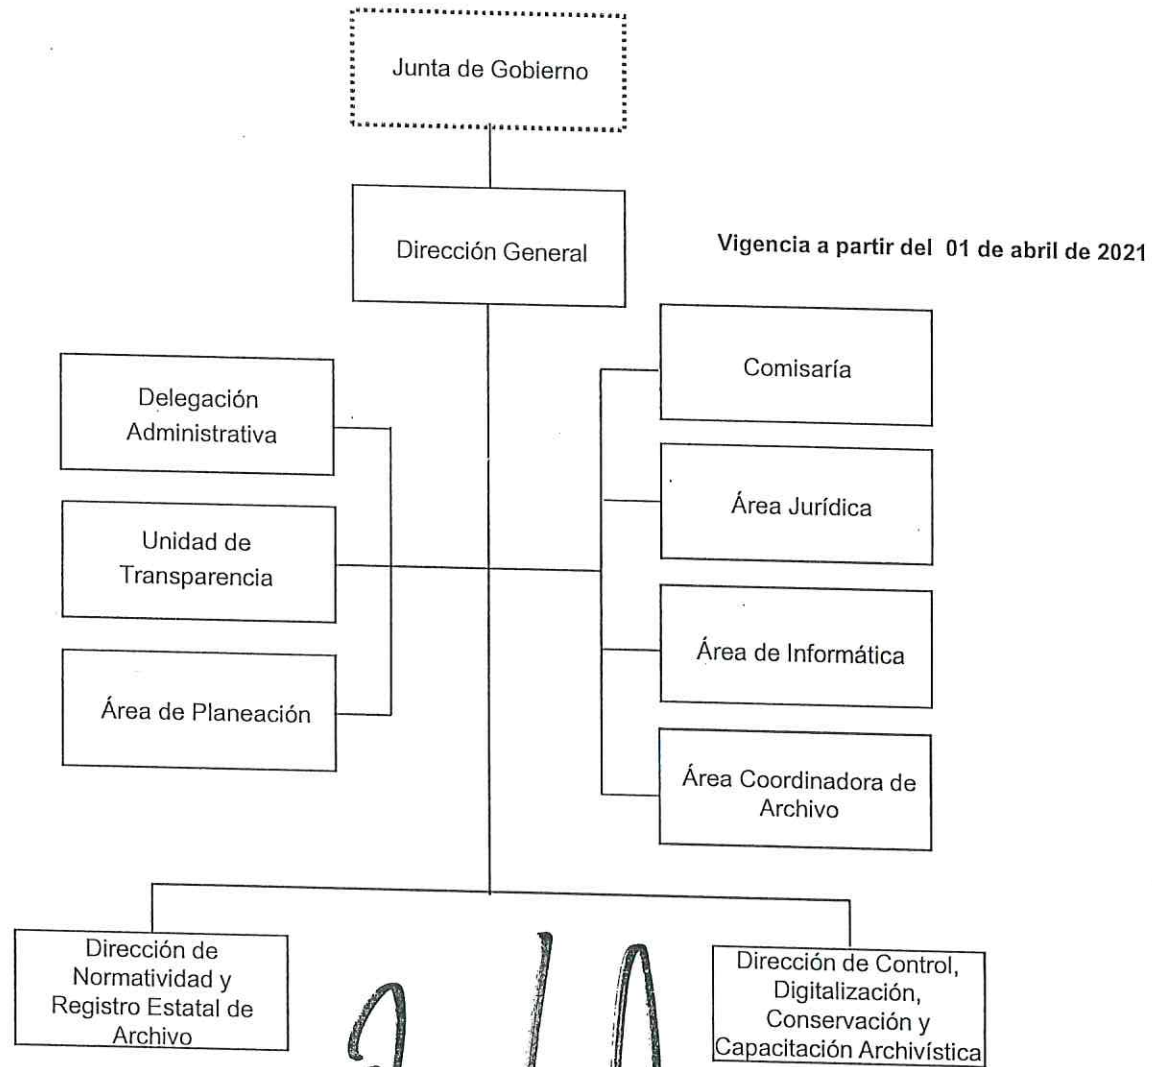 Junta de Gobierno
Dirección General
Vigencia a partir del 01 de abril de 2021
Delegación
Administrativa
Unidad de
Transparencia
Área de Planeación
Comisaría
Área Jurídica
Área de Informática
Área Coordinadora de
Archivo
Dirección de
Normatividad y
Registro Estatal de
Archivo
Dirección de Control,
Digitalización,
Conservación y
Capacitación Archivística